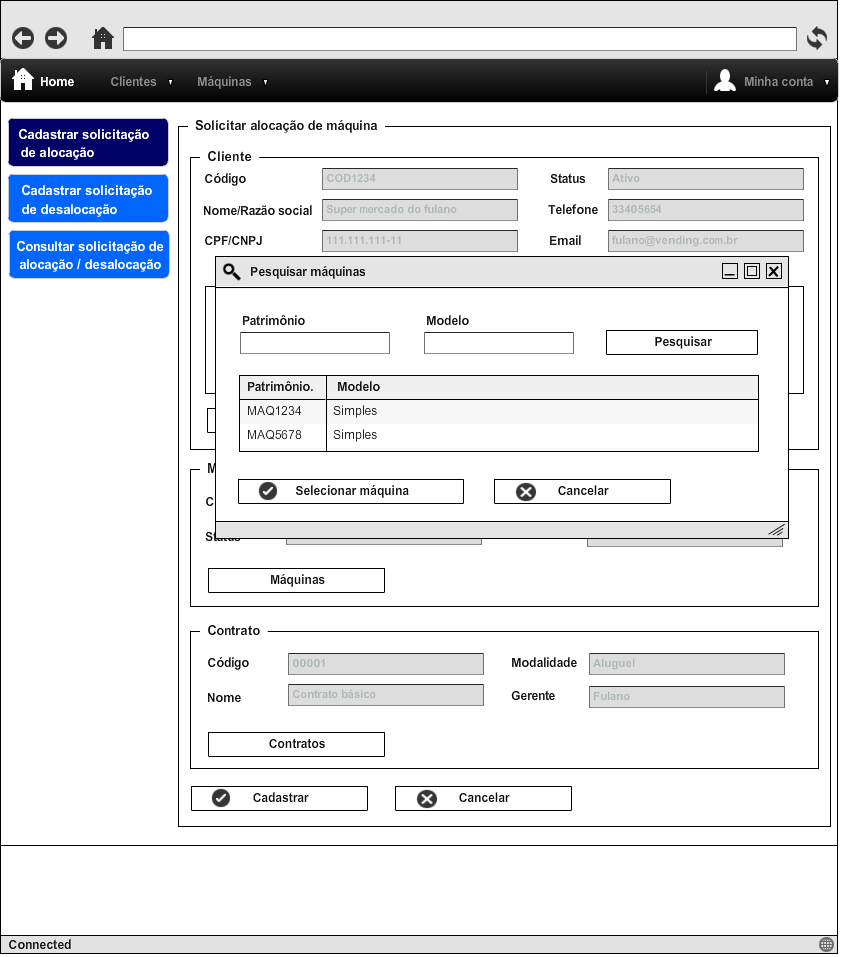 Home
Clientes
Máquinas
Minha conta
Cadastrar solicitação
de alocação
Cadastrar solicitação
de desalocação
Consultar solicitação de
alocação / desalocação
Solicitar alocação de máquina
Cliente
Código COD1234 Status Ativo
Nome/Razão social Super mercado do fulano Telefone 33405654
CPF/CNPJ 111.111.111-11 Email fulano@vending.com.br
Pesquisar máquinas
Patrimônio Modelo
Pesquisar
Patrimônio. Modelo
MAQ1234 Simples
MAQ5678 Simples
Selecionar máquina Cancelar
Máquinas
Contrato
Código 00001 Modalidade Aluguel
Nome Contrato básico Gerente Fulano
Contratos
Cadastrar Cancelar
Connected